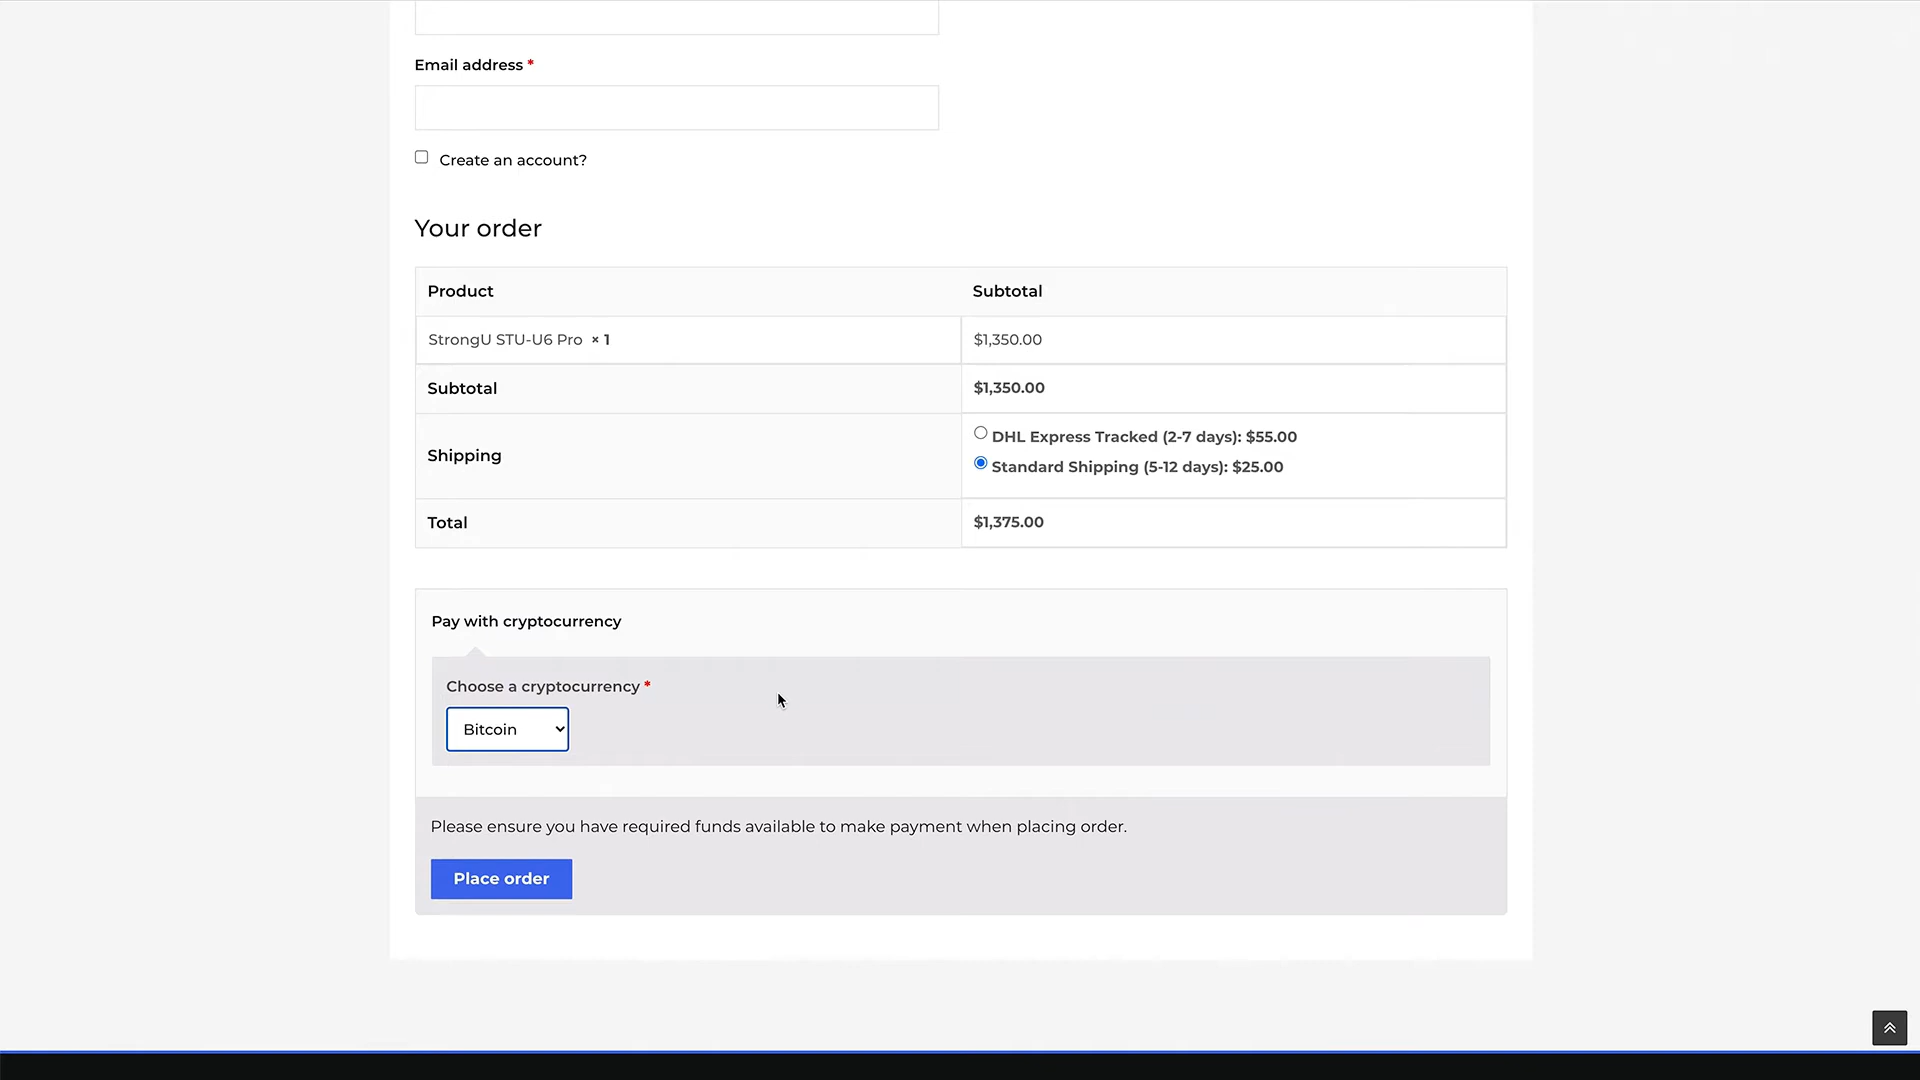 Email address *
Create an account?
Your order
Product Subtotal
StrongU STU-U6 Pro × 1 $1,350.00
Subtotal $1,350.00
Shipping
DHL Express Tracked (2-7 days): $55.00
Standard Shipping (5-12 days): $25.00
Total $1,375.00
Pay with cryptocurrency
Choose a cryptocurrency *
Bitcoin
Please ensure you have required funds available to make payment when placing order.
Place order